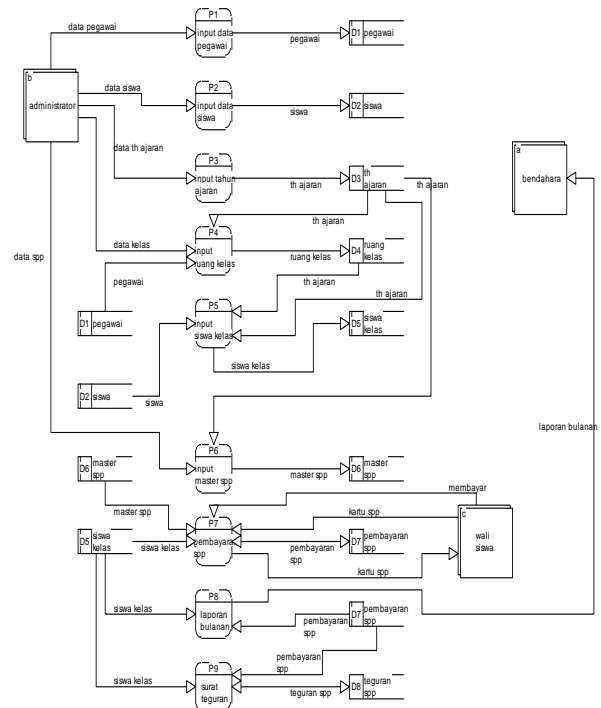 P1
data pegawai
input data
pegawai
pegawai
D1 pegawai
b
administrator
P2
data siswa
input data
siswa
siswa
D2 siswa
data th ajaran
P3
input tahun
ajaran
th ajaran
D3 th
ajaran
th ajaran
a
bendahara
th ajaran
P4
data kelas
input
ruang kelas
ruang kelas
D4 ruang
kelas
data spp
pegawai
th ajaran
th ajaran
D1 pegawai
P5
input
siswa kelas
D5 siswa
kelas
siswa kelas
D2 siswa
siswa
laporan bulanan
P6
input
master spp
master spp
D6 master
spp
D6 master
spp
membayar
master spp
P7
kartu spp
c
wali
siswa
D5 siswa
kelas
siswa kelas
pembayara
spp
pembayaran
spp
D7 pembayaran
spp
kartu spp
P8
siswa kelas
laporan
bulanan
pembayaran
spp
D7 pembayaran
spp
pembayaran
spp
P9
siswa kelas
surat
teguran
teguran spp
D8 teguran
spp